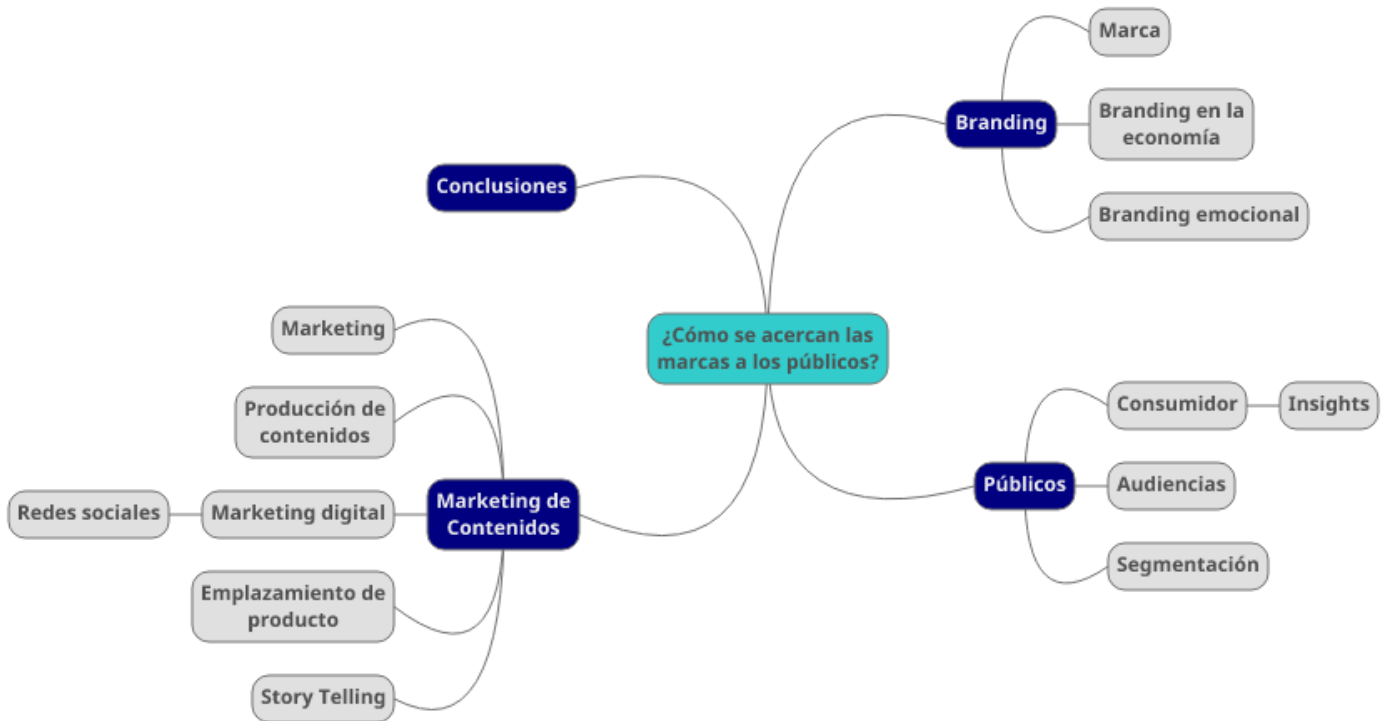 ¿Cómo se acercan las
marcas a los públicos?
Branding
Marca
Branding en la
economía
Branding emocional
Públicos
Consumidor
Insights
Audiencias
Segmentación
Marketing de
Contenidos
Marketing
Producción de
contenidos
Marketing digital
Redes sociales
Emplazamiento de
producto
Story Telling
Conclusiones